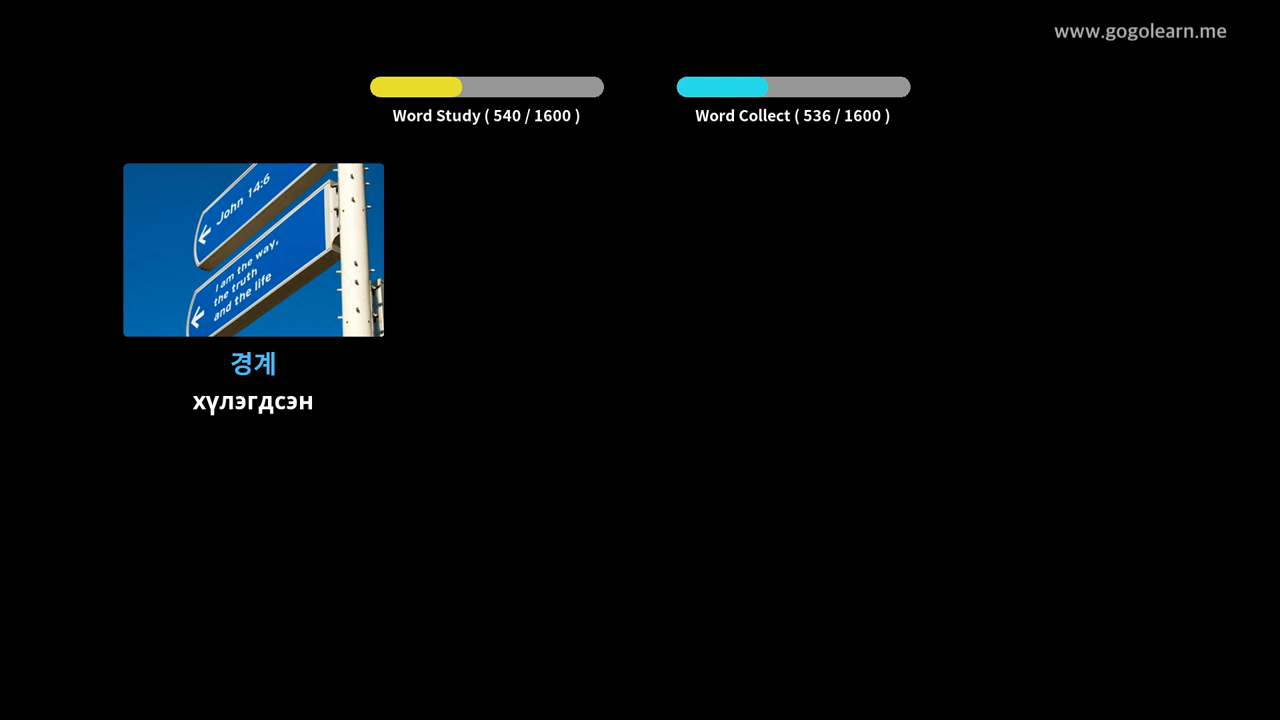 www.gogolearn.me
Word Study ( 540 / 1600 )
Word Collect ( 536 / 1600 )
John 14:6
I am the way,
the truth
and the life
경계
хүлэгдсэн